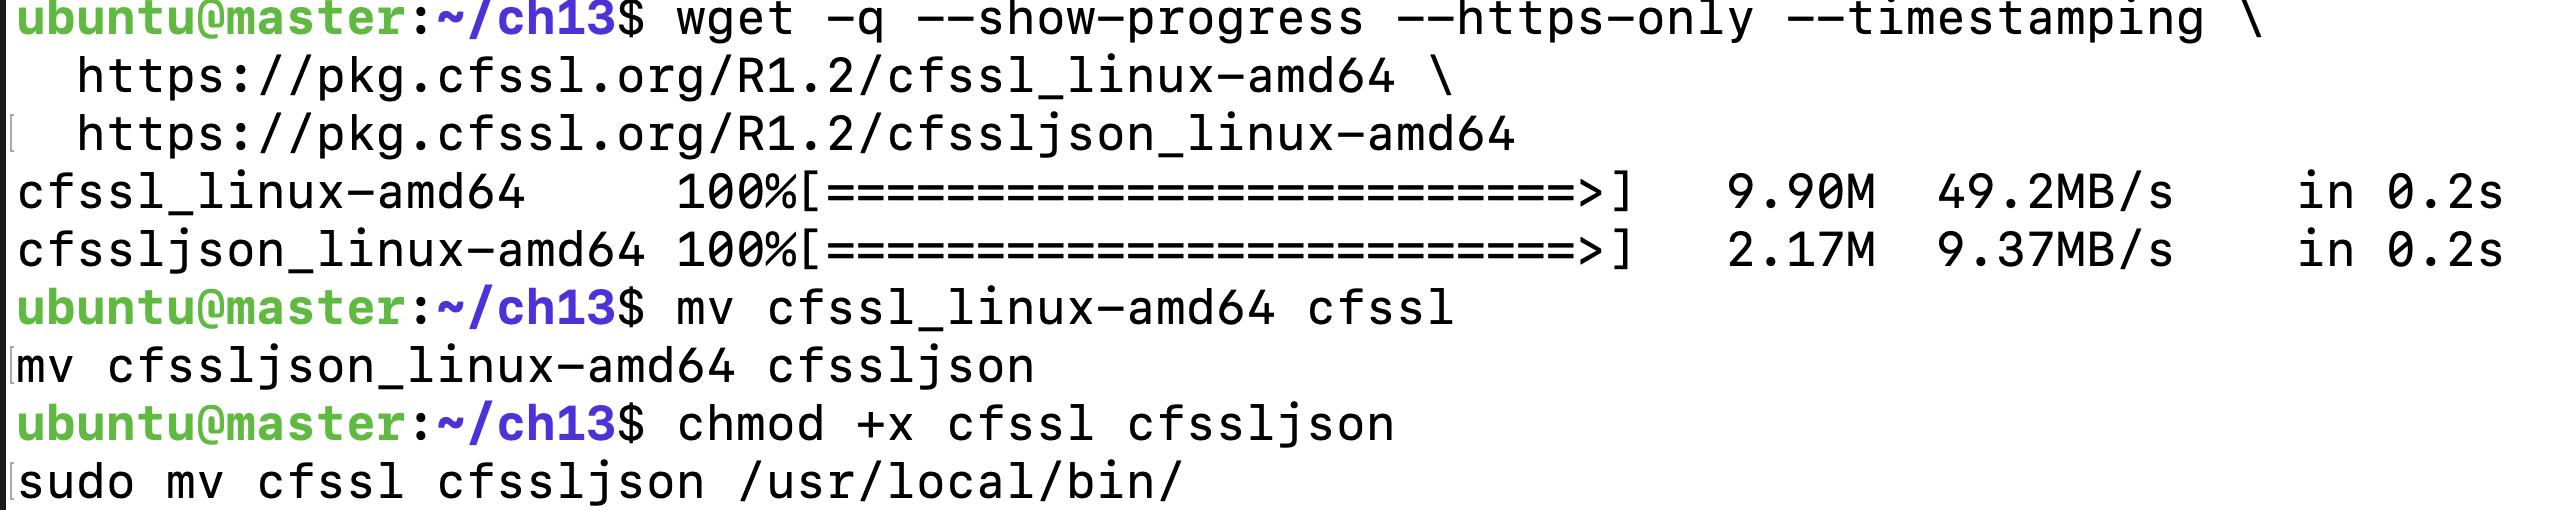 ubuntu@master:~/ch13$ wget -q --show-progress --https-only --timestamping \
  https://pkg.cfssl.org/R1.2/cfssl_linux-amd64 \
  https://pkg.cfssl.org/R1.2/cfssljson_linux-amd64
cfssl_linux-amd64     100%[=========================>]   9.90M  49.2MB/s    in 0.2s
cfssljson_linux-amd64 100%[=========================>]   2.17M  9.37MB/s    in 0.2s
ubuntu@master:~/ch13$ mv cfssl_linux-amd64 cfssl
mv cfssljson_linux-amd64 cfssljson
ubuntu@master:~/ch13$ chmod +x cfssl cfssljson
sudo mv cfssl cfssljson /usr/local/bin/